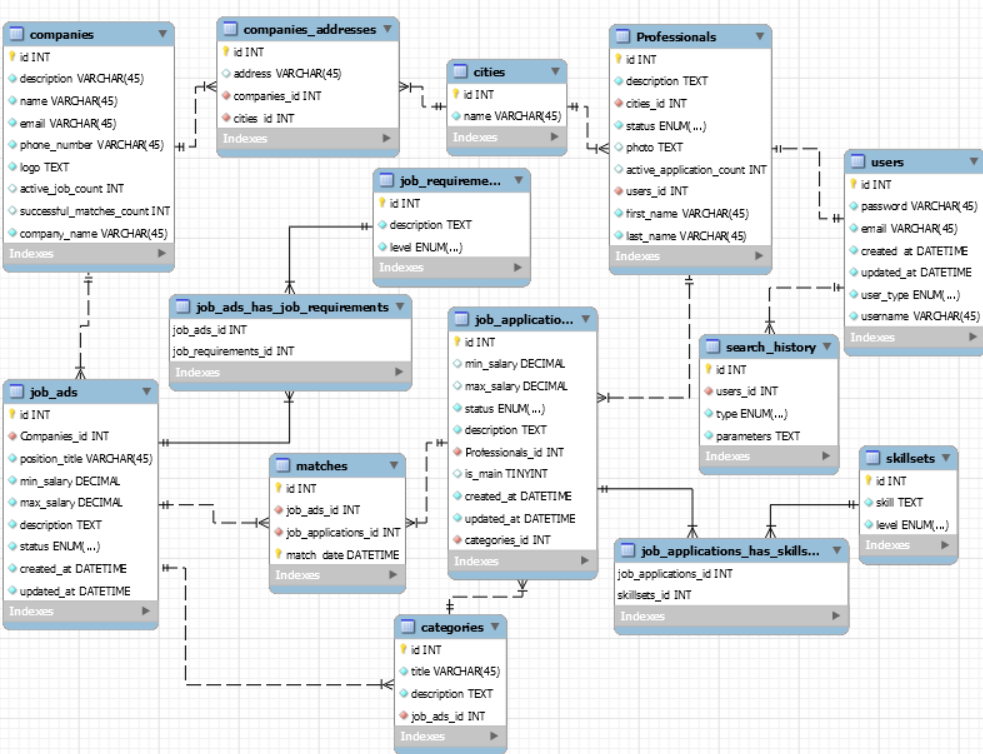 companies
id INT
description VARCHAR(45)
name VARCHAR(45)
email VARCHAR(45)
phone_number VARCHAR(45)
logo TEXT
active_job_count INT
successful_matches_count INT
company_name VARCHAR(45)
Indexes
companies_addresses
id INT
address VARCHAR(45)
companies_id INT
cities_id INT
Indexes
cities
id INT
name VARCHAR(45)
Indexes
Professionals
id INT
description TEXT
cities_id INT
status ENUM(...)
photo TEXT
active_application_count INT
users_id INT
first_name VARCHAR(45)
last_name VARCHAR(45)
Indexes
users
id INT
password VARCHAR(45)
email VARCHAR(45)
created_at DATETIME
updated_at DATETIME
user_type ENUM(...)
username VARCHAR(45)
Indexes
job_requireme...
id INT
description TEXT
level ENUM(...)
Indexes
job_ads_has_job_requirements
job_ads_id INT
job_requirements_id INT
Indexes
job_applicatio...
id INT
min_salary DECIMAL
max_salary DECIMAL
status ENUM(...)
description TEXT
Professionals_id INT
is_main TINYINT
created_at DATETIME
updated_at DATETIME
categories_id INT
Indexes
search_history
id INT
users_id INT
type ENUM(...)
parameters TEXT
Indexes
job_ads
id INT
Companies_id INT
position_title VARCHAR(45)
min_salary DECIMAL
max_salary DECIMAL
description TEXT
status ENUM(...)
created_at DATETIME
updated_at DATETIME
Indexes
matches
id INT
job_ads_id INT
job_applications_id INT
match_date DATETIME
Indexes
skillsets
id INT
skill TEXT
level ENUM(...)
Indexes
job_applications_has_skills...
job_applications_id INT
skillsets_id INT
Indexes
categories
id INT
title VARCHAR(45)
description TEXT
job_ads_id INT
Indexes